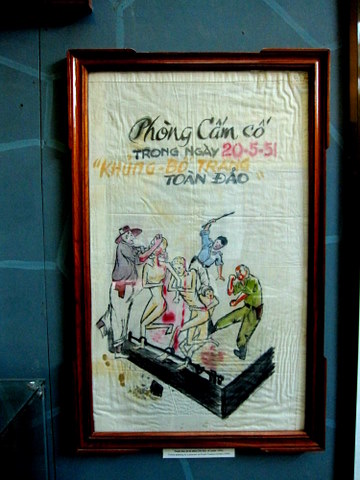 Phòng Cấm cố
TRONG NGÀY 20-5-51
"KHỦNG-BỐ TRẮNG
TOÀN ĐẢO"